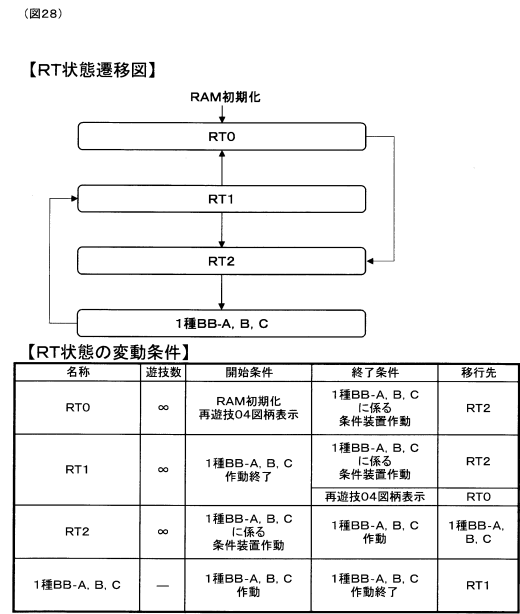 （図28）
【RT状態遷移図】
RAM初期化
RT0
RT1
RT2
1種BB-A, B, C
【RT状態の変動条件】
名称 遊技数 開始条件 終了条件 移行先
RT0 ∞ RAM初期化
再遊技04図柄表示
1種BB-A, B, C
に係る
条件装置作動
RT2
RT1 ∞ 1種BB-A, B, C
作動終了
1種BB-A, B, C
に係る
条件装置作動
RT2
再遊技04図柄表示 RT0
RT2 ∞ 1種BB-A, B, C
に係る
条件装置作動
1種BB-A, B, C
作動
1種BB-A,
B, C
1種BB-A, B, C — 1種BB-A, B, C
作動
1種BB-A, B, C
作動終了
RT1